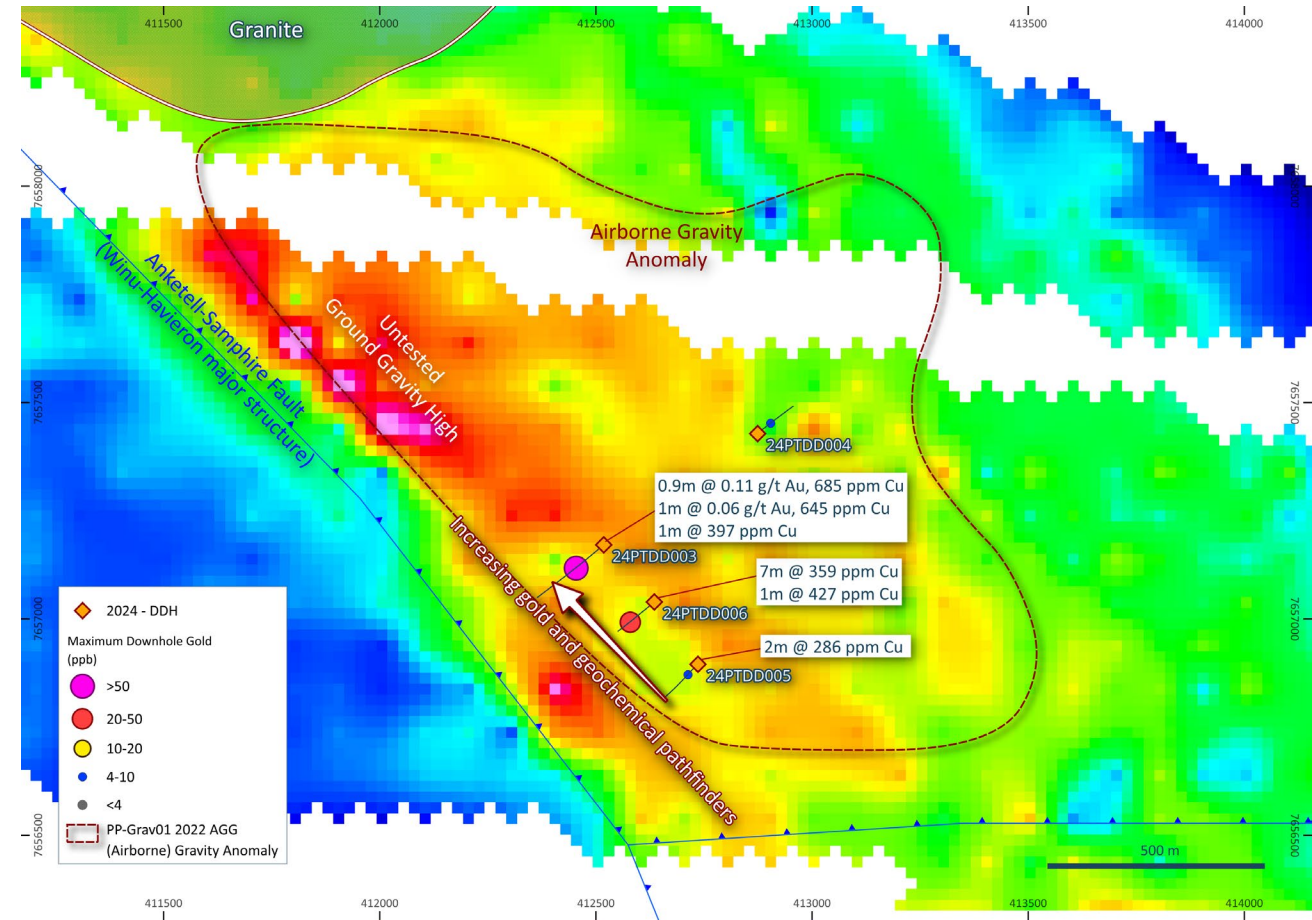 411500
412000
412500
413000
413500
414000
Granite
7658000
7658000
Airborne Gravity
Anomaly
Anketell-Samphire Fault
(Winu-Havieron major structure)
Untested
Ground Gravity High
7657500
7657500
24PTDD004
0.9m @ 0.11 g/t Au, 685 ppm Cu
1m @ 0.06 g/t Au, 645 ppm Cu
1m @ 397 ppm Cu
24PTDD003
7m @ 359 ppm Cu
1m @ 427 ppm Cu
24PTDD006
2m @ 286 ppm Cu
24PTDD005
Increasing gold and geochemical pathfinders
7657000
7657000
2024 - DDH
Maximum Downhole Gold
(ppb)
>50
20-50
10-20
4-10
<4
PP-Grav01 2022 AGG
(Airborne) Gravity Anomaly
7656500
7656500
500 m
411500
412000
412500
413000
413500
414000